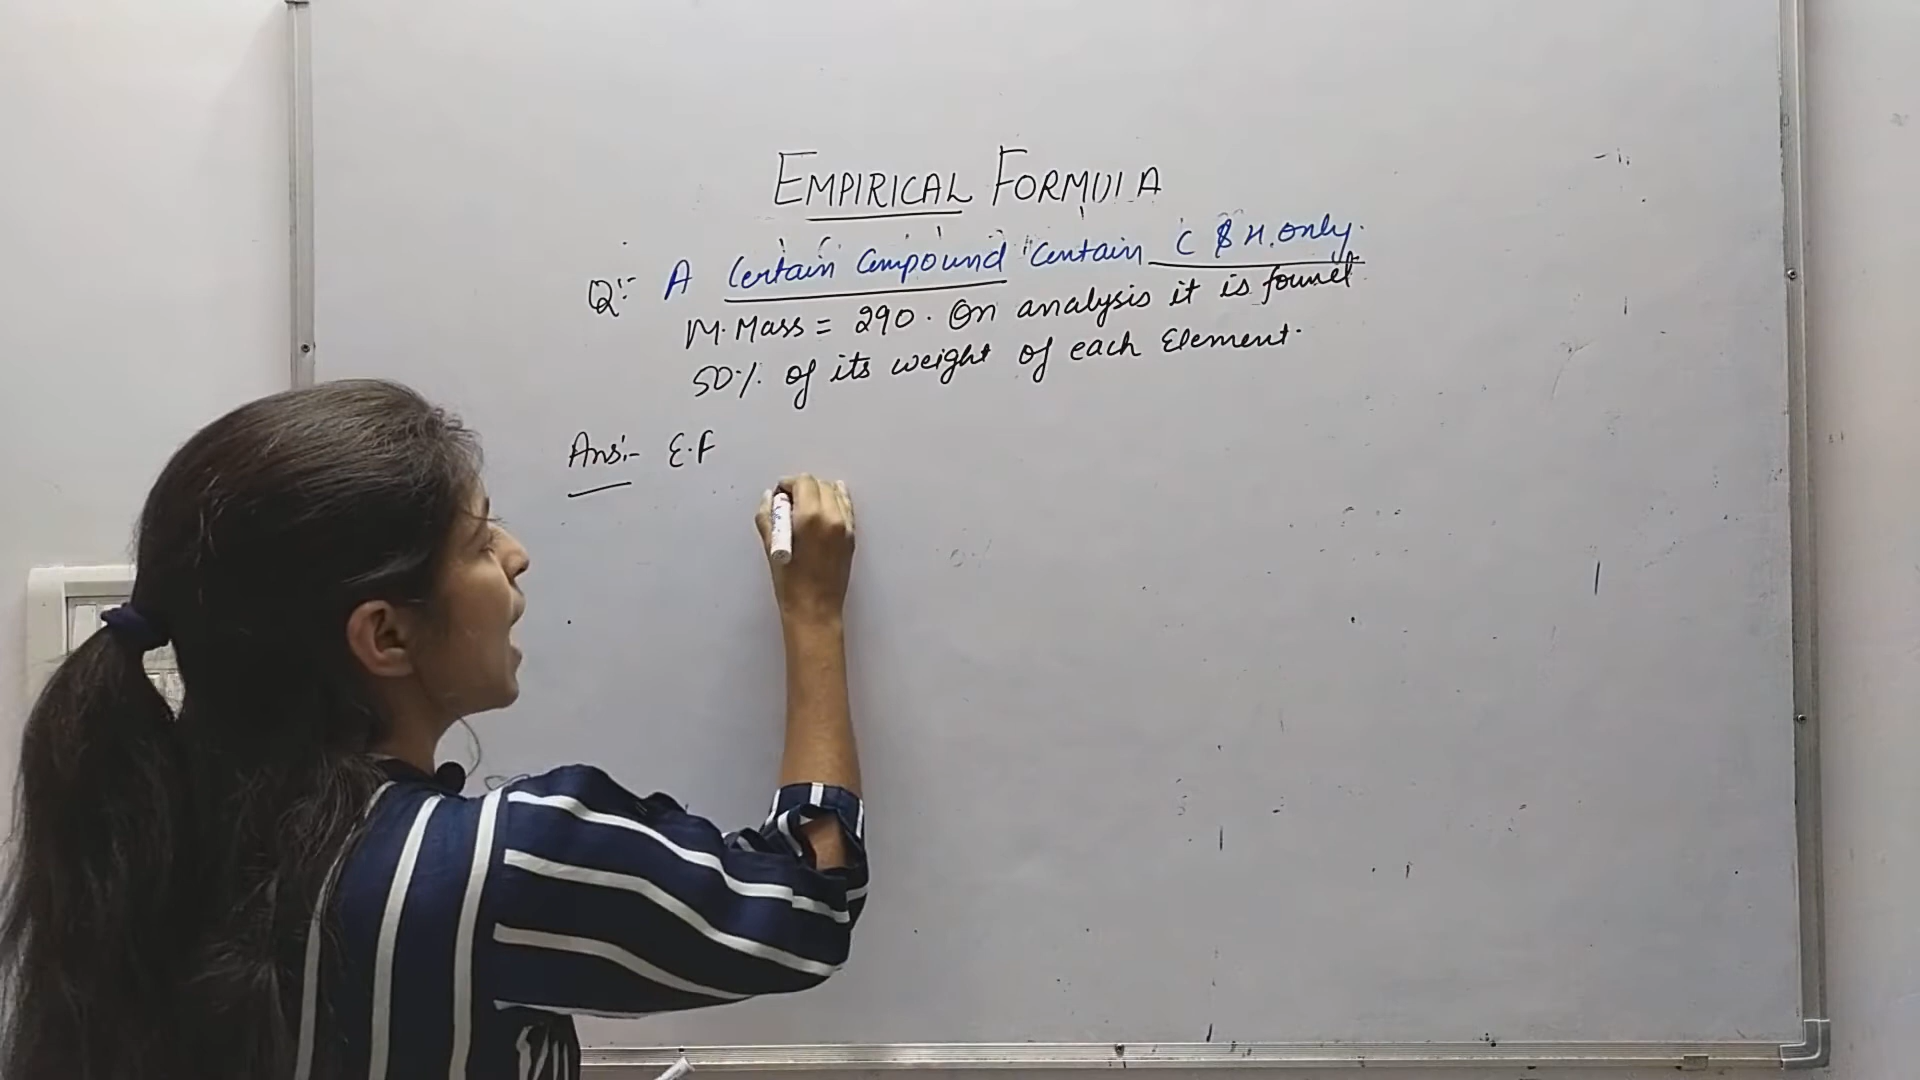 EMPIRICAL FORMULA
Q:- A Certain Compound Contain C & H. only.
M. Mass = 290. On analysis it is found
50% of its weight of each Element.
Ans:- E.F